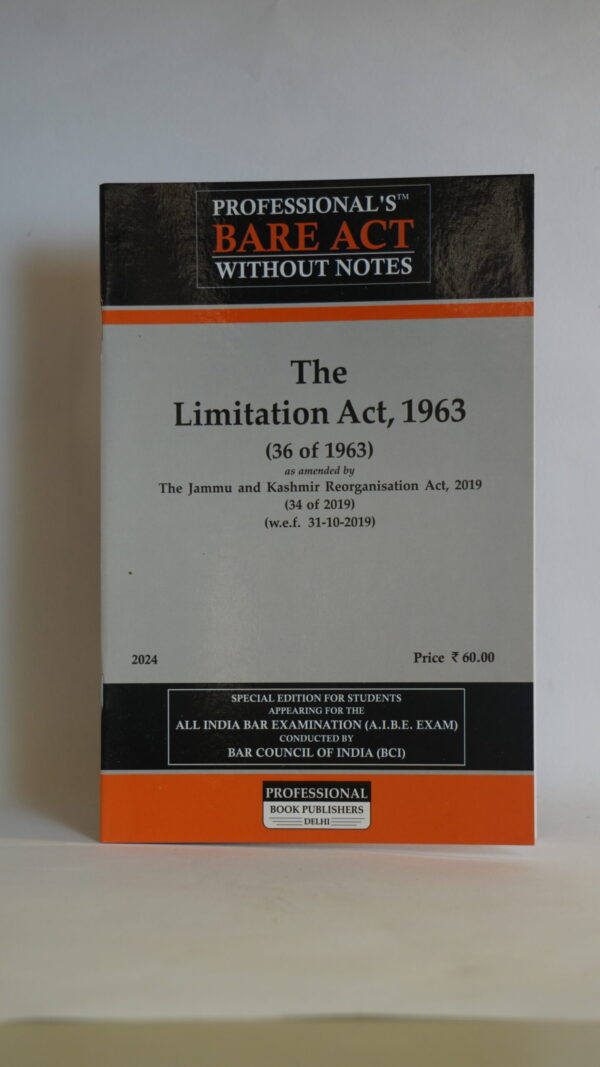 PROFESSIONAL'S™
BARE ACT
WITHOUT NOTES
The
Limitation Act, 1963
(36 of 1963)
as amended by
The Jammu and Kashmir Reorganisation Act, 2019
(34 of 2019)
(w.e.f. 31-10-2019)
2024 Price ₹ 60.00
SPECIAL EDITION FOR STUDENTS
APPEARING FOR THE
ALL INDIA BAR EXAMINATION (A.I.B.E. EXAM)
CONDUCTED BY
BAR COUNCIL OF INDIA (BCI)
PROFESSIONAL
BOOK PUBLISHERS
DELHI